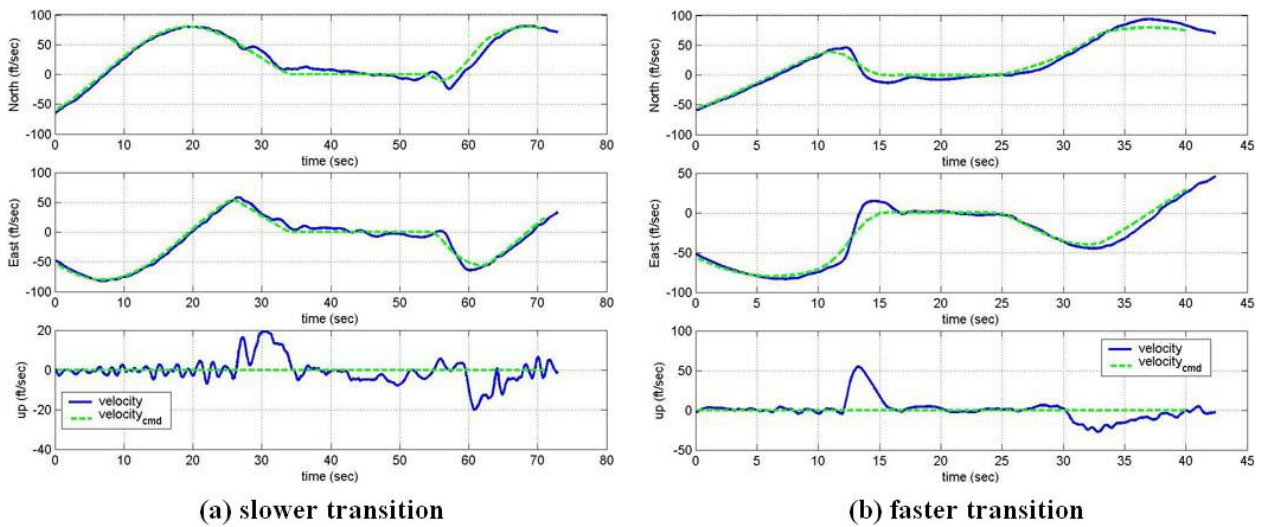 North (ft/sec)
100
50
0
-50
-100
0 10 20 30 40 50 60 70 80
time (sec)
East (ft/sec)
100
50
0
-50
-100
0 10 20 30 40 50 60 70 80
time (sec)
up (ft/sec)
20
0
-20
-40
velocity
velocitycmd
0 10 20 30 40 50 60 70 80
time (sec)
(a) slower transition
North (ft/sec)
100
50
0
-50
-100
0 5 10 15 20 25 30 35 40 45
time (sec)
East (ft/sec)
50
0
-50
-100
0 5 10 15 20 25 30 35 40 45
time (sec)
up (ft/sec)
100
50
0
-50
velocity
velocitycmd
0 5 10 15 20 25 30 35 40 45
time (sec)
(b) faster transition